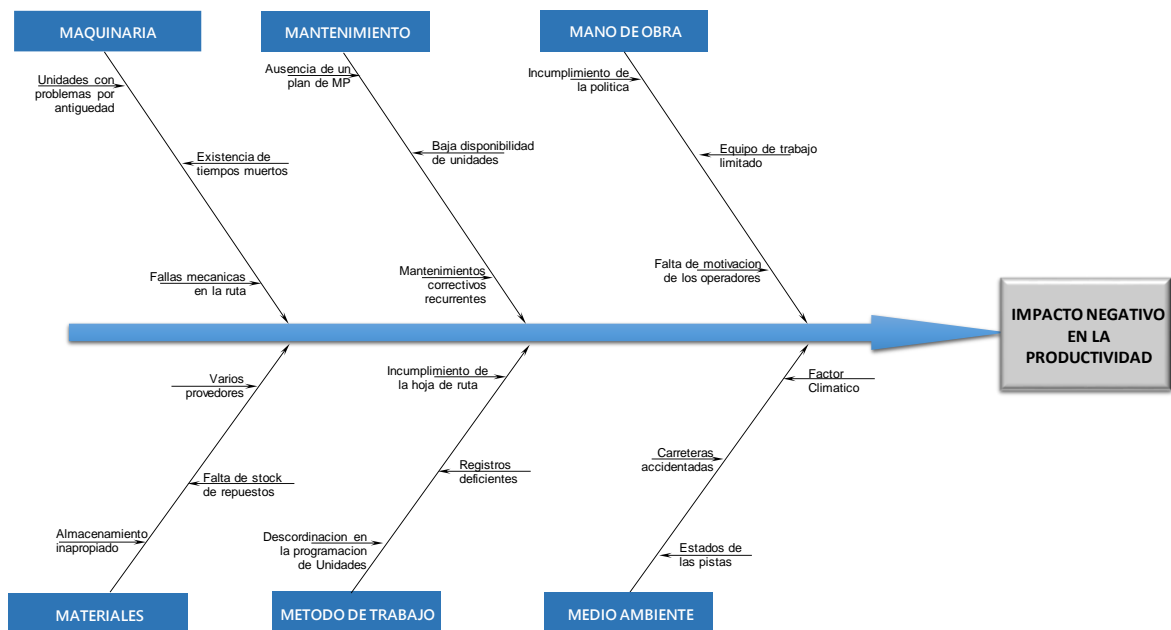 MAQUINARIA
MANTENIMIENTO
MANO DE OBRA
Unidades con
problemas por
antiguedad
Existencia de
tiempos muertos
Fallas mecanicas
en la ruta
Ausencia de un
plan de MP
Baja disponibilidad
de unidades
Mantenimientos
correctivos
recurrentes
Incumplimiento de
la politica
Equipo de trabajo
limitado
Falta de motivacion
de los operadores
IMPACTO NEGATIVO
EN LA
PRODUCTIVIDAD
Varios
provedores
Falta de stock
de repuestos
Almacenamiento
inapropiado
Incumplimiento de
la hoja de ruta
Registros
deficientes
Descordinacion en
la programacion
de Unidades
Factor
Climatico
Carreteras
accidentadas
Estados de
las pistas
MATERIALES
METODO DE TRABAJO
MEDIO AMBIENTE